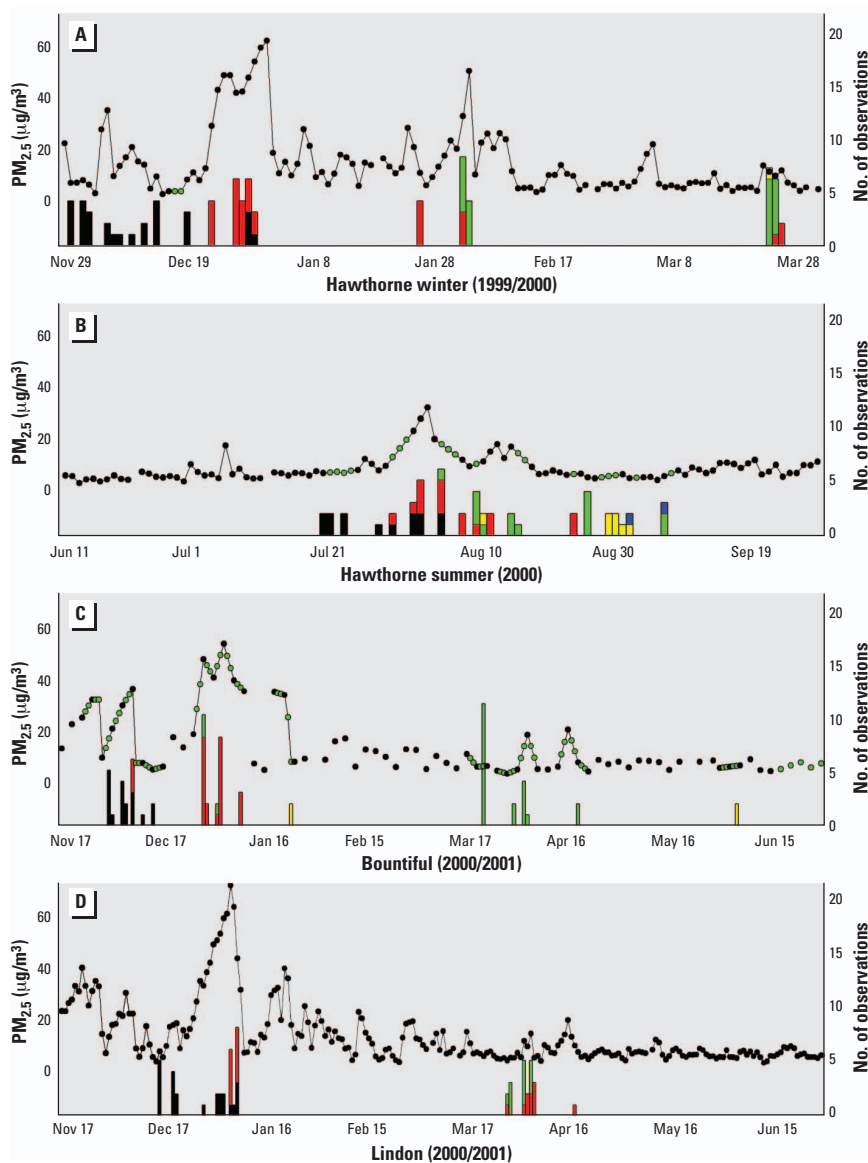 A
PM2.5 (μg/m3)
60
40
20
0
20
15
10
5
0
No. of observations
Nov 29 Dec 19 Jan 8 Jan 28 Feb 17 Mar 8 Mar 28
Hawthorne winter (1999/2000)
B
PM2.5 (μg/m3)
60
40
20
0
20
15
10
5
0
No. of observations
Jun 11 Jul 1 Jul 21 Aug 10 Aug 30 Sep 19
Hawthorne summer (2000)
C
PM2.5 (μg/m3)
60
40
20
0
20
15
10
5
0
No. of observations
Nov 17 Dec 17 Jan 16 Feb 15 Mar 17 Apr 16 May 16 Jun 15
Bountiful (2000/2001)
D
PM2.5 (μg/m3)
60
40
20
0
20
15
10
5
0
No. of observations
Nov 17 Dec 17 Jan 16 Feb 15 Mar 17 Apr 16 May 16 Jun 15
Lindon (2000/2001)